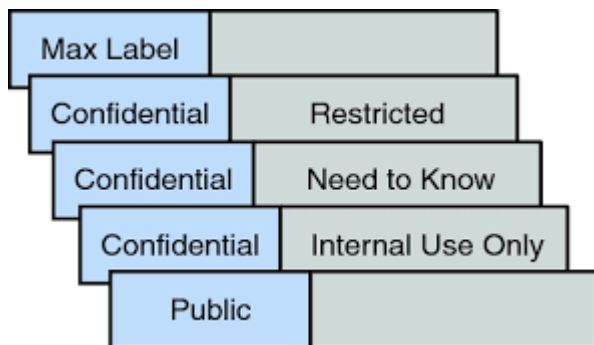 Max Label
Confidential Restricted
Confidential Need to Know
Confidential Internal Use Only
Public